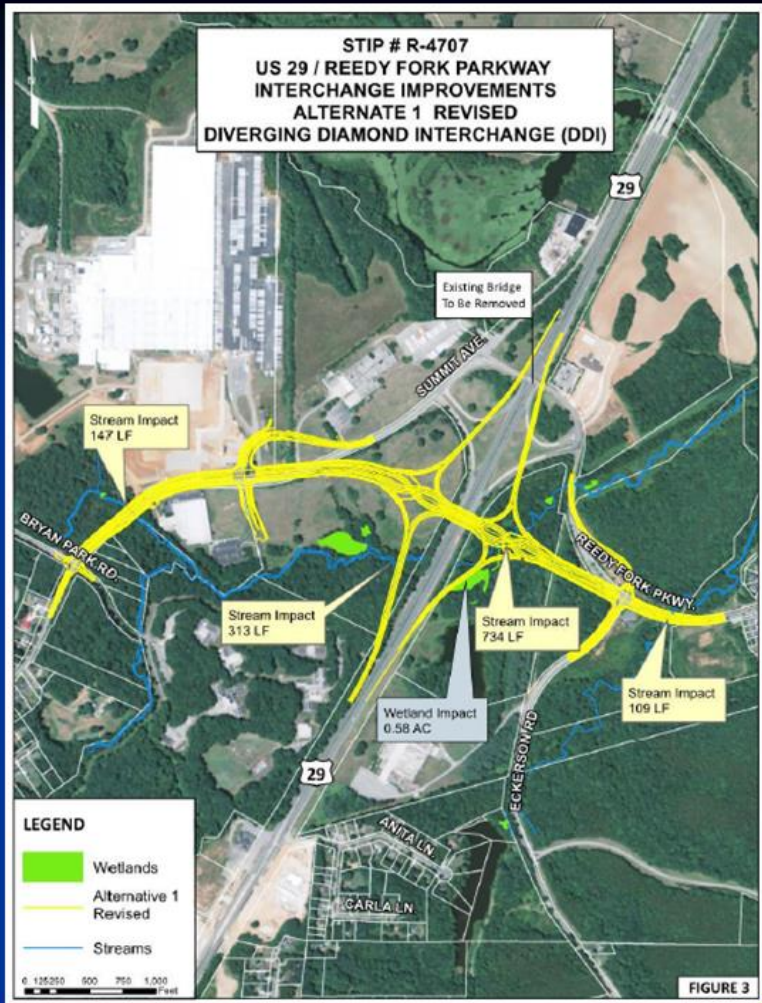 STIP # R-4707
US 29 / REEDY FORK PARKWAY
INTERCHANGE IMPROVEMENTS
ALTERNATE 1 REVISED
DIVERGING DIAMOND INTERCHANGE (DDI)
29
Existing Bridge
To Be Removed
SUMMIT AVE.
Stream Impact
147 LF
BRYAN PARK RD.
REEDY FORK PKWY.
Stream Impact
313 LF
Stream Impact
734 LF
Stream Impact
109 LF
Wetland Impact
0.58 AC
29
ECKERSON RD
ANITA LN.
CARLA LN
LEGEND
Wetlands
Alternative 1
Revised
Streams
0 125250 500 750 1,000
Feet
FIGURE 3